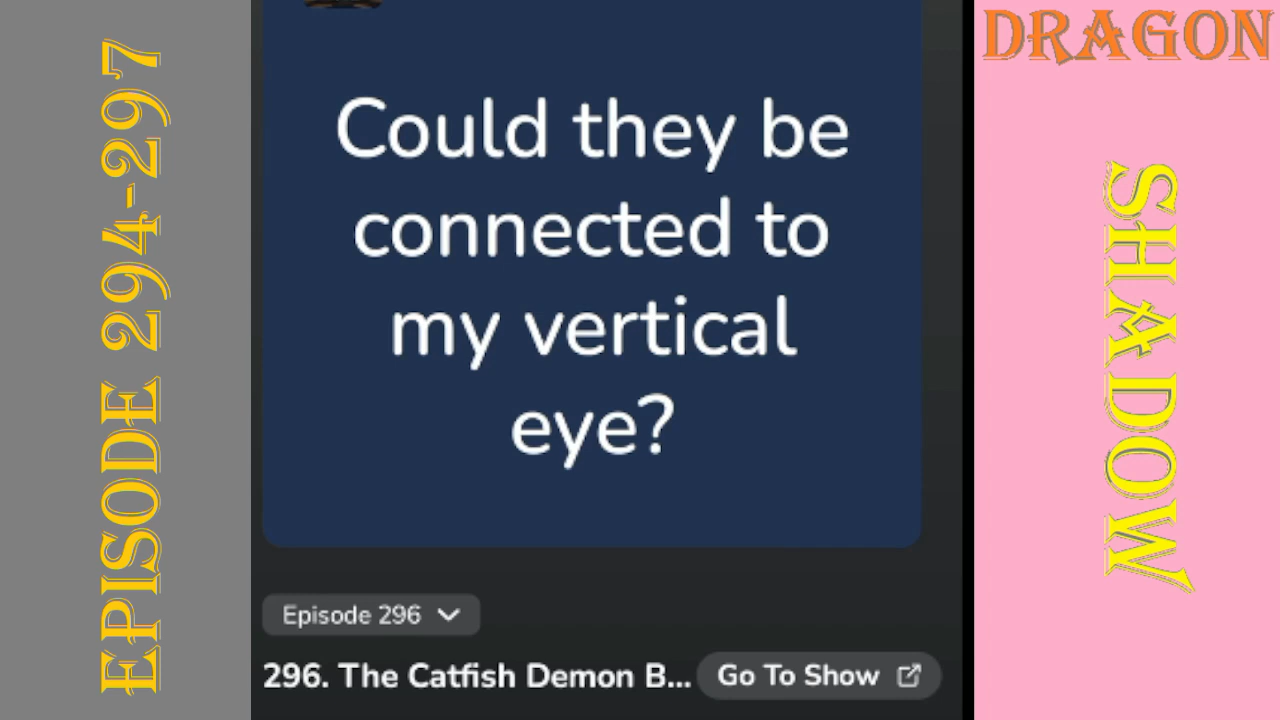 EPISODE 294-297
Could they be
connected to
my vertical
eye?
Episode 296
296. The Catfish Demon B...
Go To Show
DRAGON
SHADOW